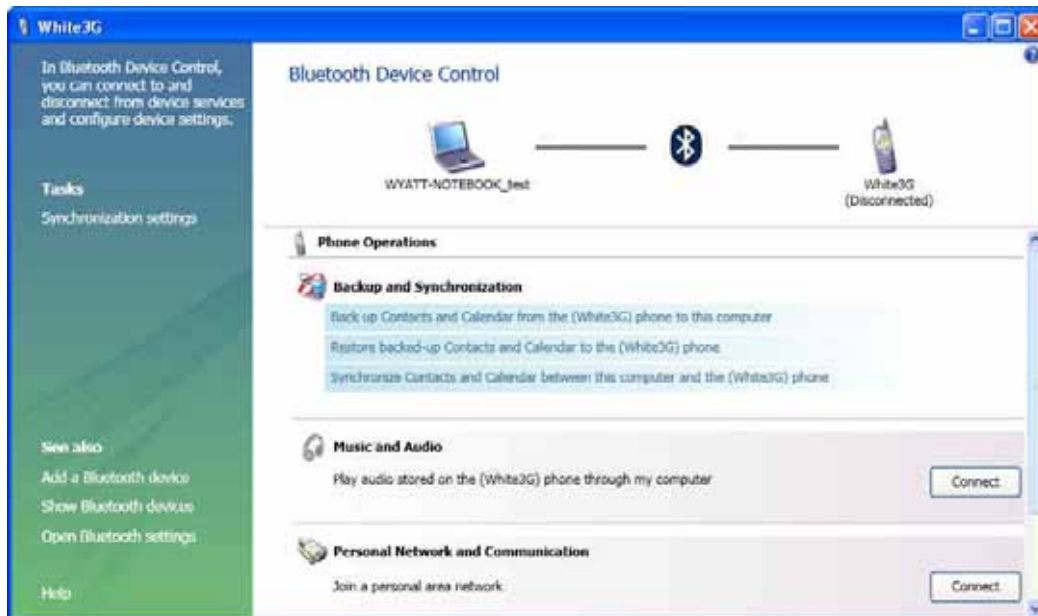 White3G
In Bluetooth Device Control,
you can connect to and
disconnect from device services
and configure device settings.
Tasks
Synchronization settings
See also
Add a Bluetooth device
Show Bluetooth devices
Open Bluetooth settings
Help
Bluetooth Device Control
WYATT-NOTEBOOK_test
White3G
(Disconnected)
Phone Operations
Backup and Synchronization
Back up Contacts and Calendar from the (White3G) phone to this computer
Restore backed-up Contacts and Calendar to the (White3G) phone
Synchronize Contacts and Calendar between this computer and the (White3G) phone
Music and Audio
Play audio stored on the (White3G) phone through my computer
Connect
Personal Network and Communication
Join a personal area network
Connect